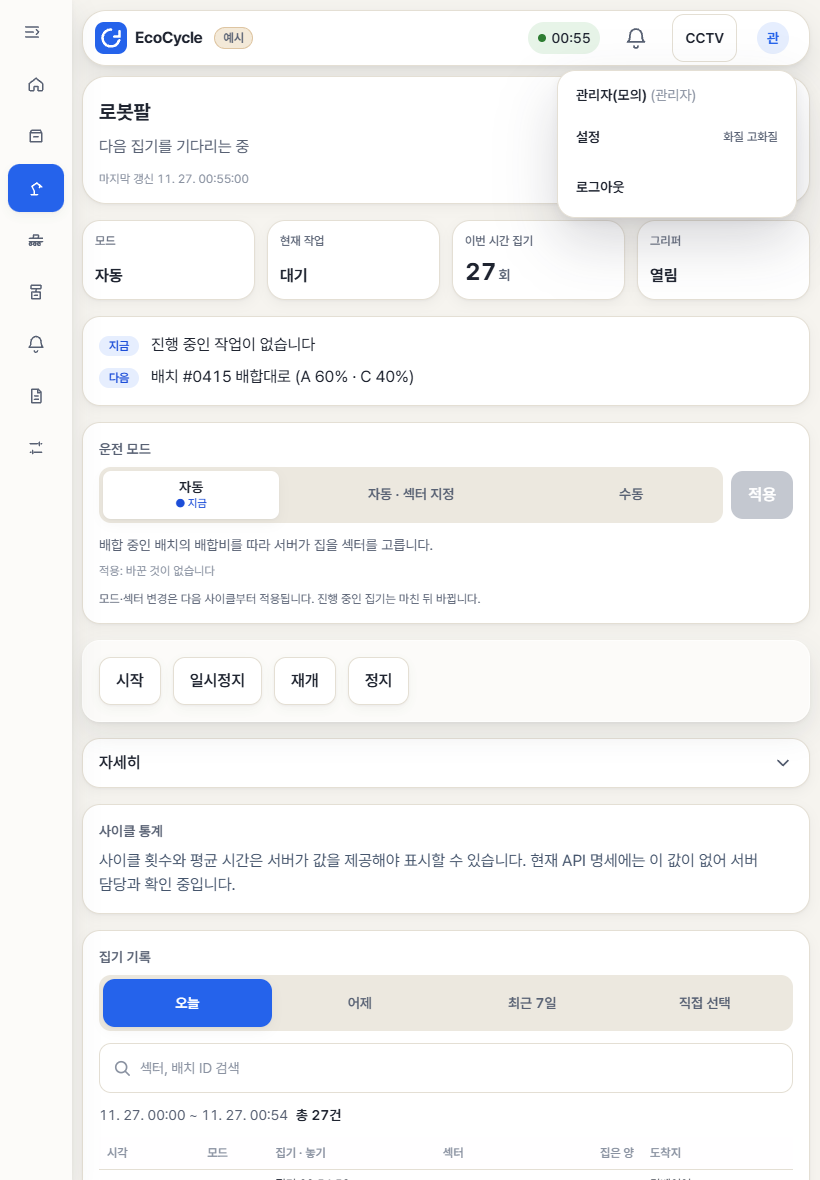 EcoCycle 예시 00:55 CCTV 관
관리자(모의) (관리자)
설정 화질 고화질
로그아웃
로봇팔
다음 집기를 기다리는 중
마지막 갱신 11. 27. 00:55:00
모드
자동
현재 작업
대기
이번 시간 집기
27 회
그리퍼
열림
지금 진행 중인 작업이 없습니다
다음 배치 #0415 배합대로 (A 60% · C 40%)
운전 모드
자동
지금
자동 · 섹터 지정
수동
적용
배합 중인 배치의 배합비를 따라 서버가 집을 섹터를 고릅니다.
적용: 바꾼 것이 없습니다
모드·섹터 변경은 다음 사이클부터 적용됩니다. 진행 중인 집기는 마친 뒤 바뀝니다.
시작 일시정지 재개 정지
자세히
사이클 통계
사이클 횟수와 평균 시간은 서버가 값을 제공해야 표시할 수 있습니다. 현재 API 명세에는 이 값이 없어 서버
담당과 확인 중입니다.
집기 기록
오늘 어제 최근 7일 직접 선택
섹터, 배치 ID 검색
11. 27. 00:00 ~ 11. 27. 00:54 총 27건
시각 모드 집기 · 놓기 섹터 집은 양 도착지